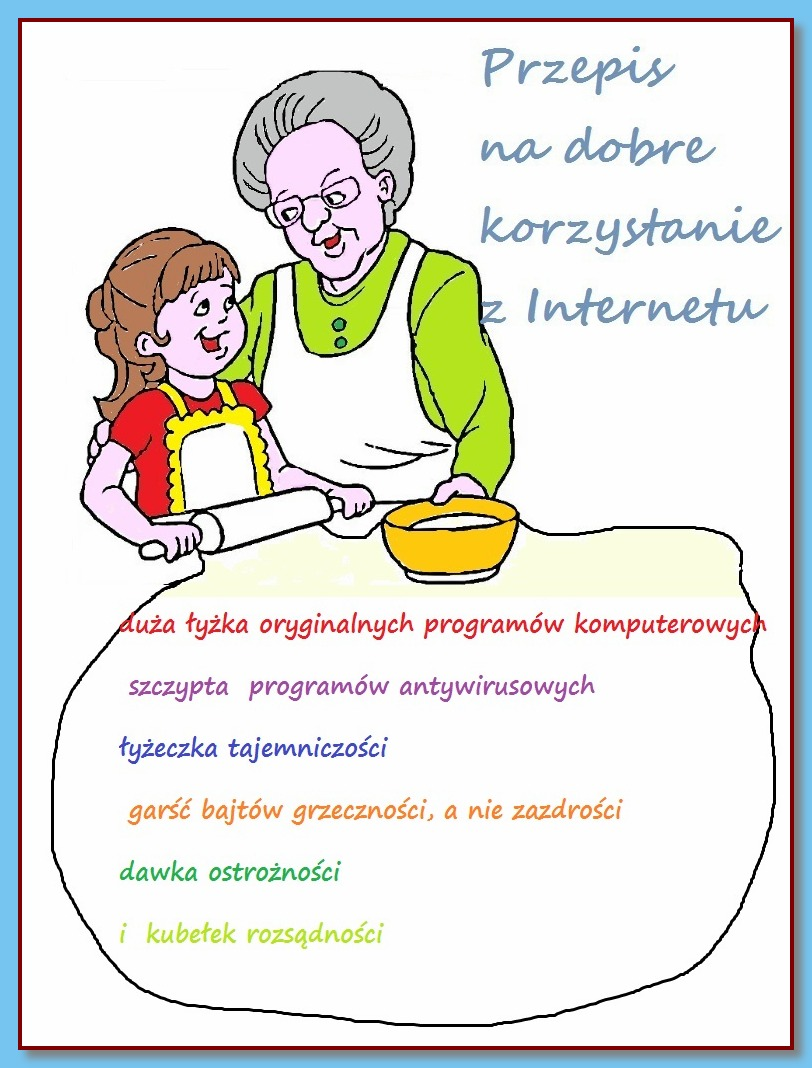 Przepis
na dobre
korzystanie
z Internetu
duża łyżka oryginalnych programów komputerowych
szczypta programów antywirusowych
łyżeczka tajemniczości
garść bajtów grzeczności, a nie zazdrości
dawka ostrożności
i kubełek rozsądności